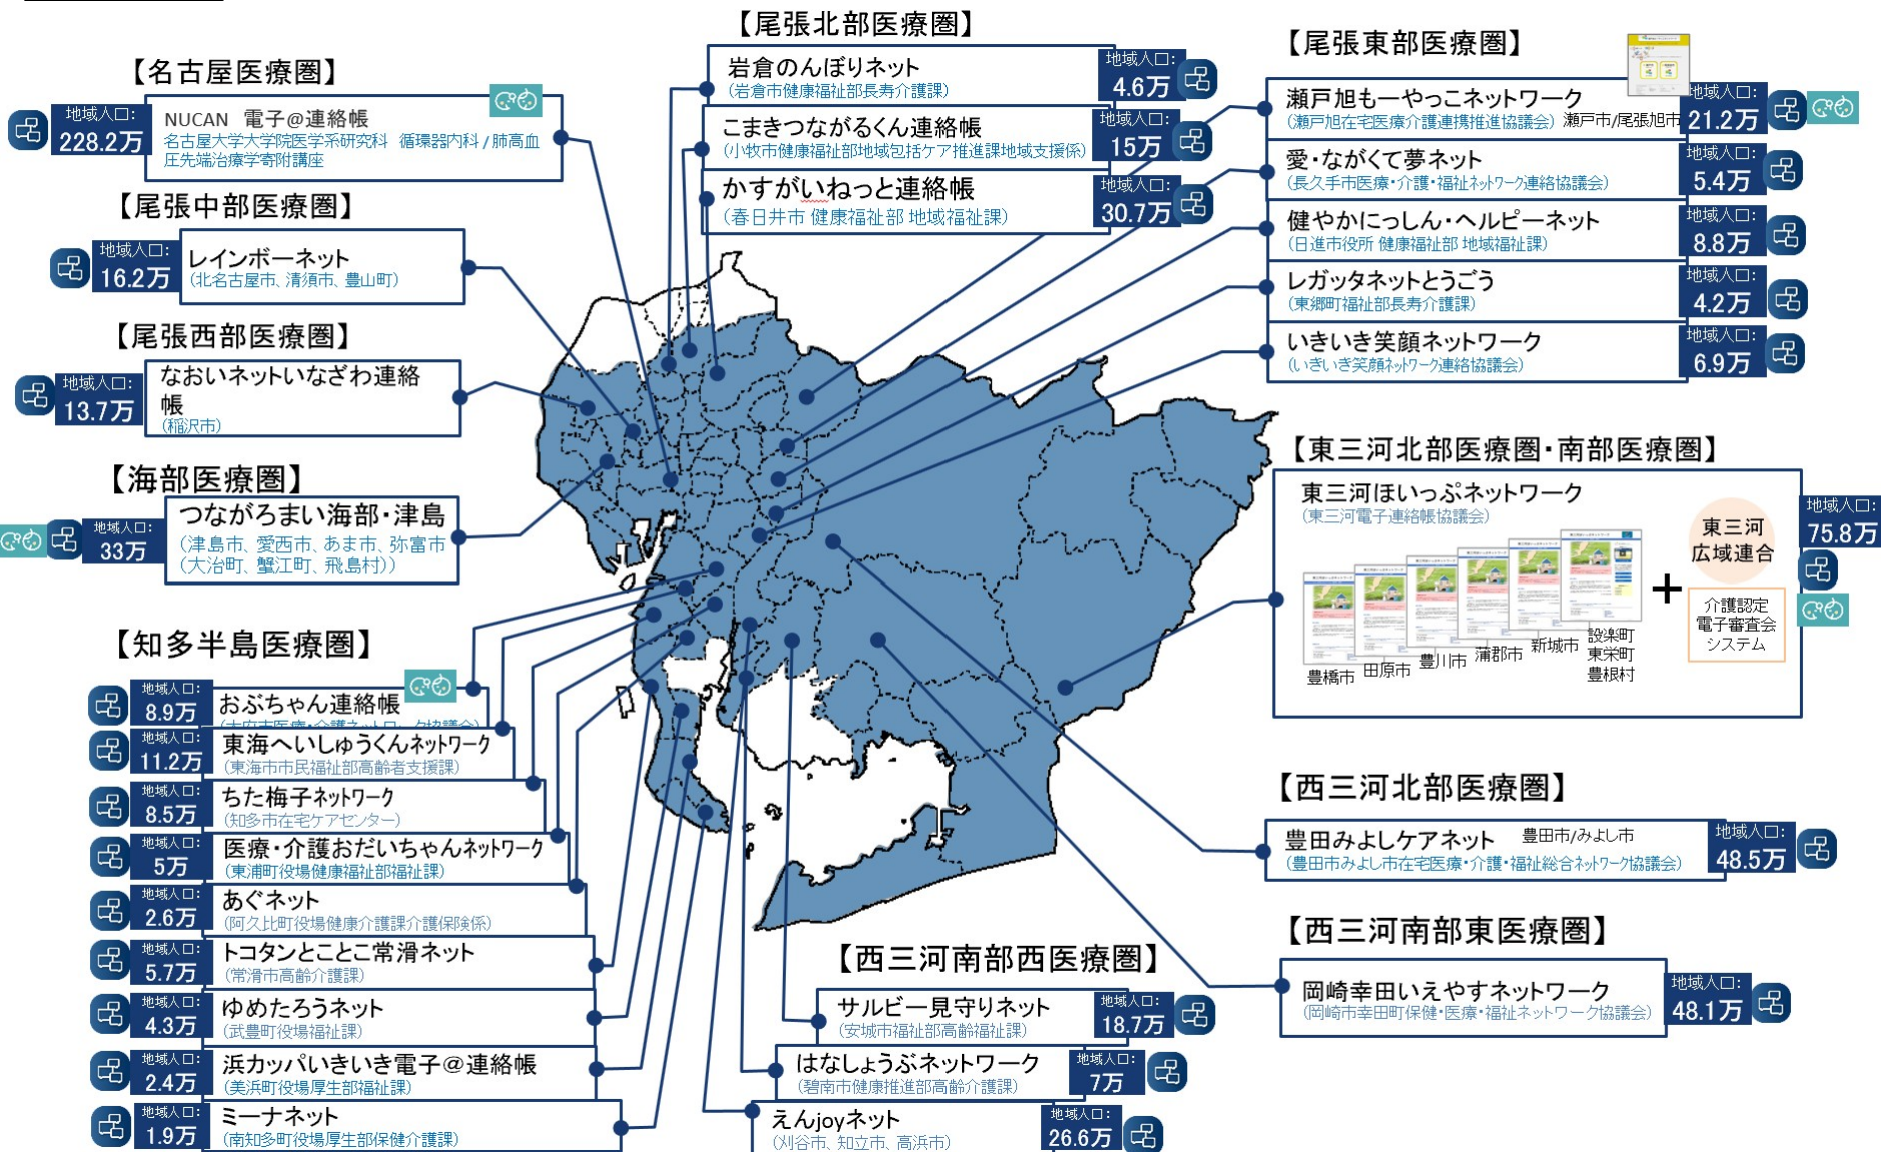 【名古屋医療圏】
地域人口:
228.2万
NUCAN 電子@連絡帳
名古屋大学大学院医学系研究科 循環器内科 / 肺高血
圧先端治療学寄附講座
【尾張中部医療圏】
地域人口:
16.2万
レインボーネット
(北名古屋市、清須市、豊山町)
【尾張西部医療圏】
地域人口:
13.7万
なおいネットいなざわ連絡
帳
(稲沢市)
【海部医療圏】
地域人口:
33万
つながろまい海部・津島
(津島市、愛西市、あま市、弥富市
(大治町、蟹江町、飛島村))
【知多半島医療圏】
地域人口:
8.9万
おぶちゃん連絡帳
(大府市医療・介護ネットワーク協議会)
地域人口:
11.2万
東海へいしゅうくんネットワーク
(東海市市民福祉部高齢者支援課)
地域人口:
8.5万
ちた梅子ネットワーク
(知多市在宅ケアセンター)
地域人口:
5万
医療・介護おだいちゃんネットワーク
(東浦町役場健康福祉部福祉課)
地域人口:
2.6万
あぐネット
(阿久比町役場健康介護課介護保険係)
地域人口:
5.7万
トコタンとことこ常滑ネット
(常滑市高齢介護課)
地域人口:
4.3万
ゆめたろうネット
(武豊町役場福祉課)
地域人口:
2.4万
浜カッパいきいき電子@連絡帳
(美浜町役場厚生部福祉課)
地域人口:
1.9万
ミーナネット
(南知多町役場厚生部保健介護課)
【尾張北部医療圏】
岩倉のんぼりネット
(岩倉市健康福祉部長寿介護課)
地域人口:
4.6万
こまきつながるくん連絡帳
(小牧市健康福祉部地域包括ケア推進課地域支援係)
地域人口:
15万
かすがいねっと連絡帳
(春日井市 健康福祉部 地域福祉課)
地域人口:
30.7万
【尾張東部医療圏】
瀬戸旭もーやっこネットワーク
(瀬戸旭在宅医療介護連携推進協議会) 瀬戸市/尾張旭市
地域人口:
21.2万
愛・ながくて夢ネット
(長久手市医療・介護・福祉ネットワーク連絡協議会)
地域人口:
5.4万
健やかにっしん・ヘルピーネット
(日進市役所 健康福祉部 地域福祉課)
地域人口:
8.8万
レガッタネットとうごう
(東郷町福祉部長寿介護課)
地域人口:
4.2万
いきいき笑顔ネットワーク
(いきいき笑顔ネットワーク連絡協議会)
地域人口:
6.9万
【東三河北部医療圏・南部医療圏】
東三河ほいっぷネットワーク
(東三河電子連絡帳協議会)
豊橋市
田原市
豊川市
蒲郡市
新城市
設楽町
東栄町
豊根村
+
東三河
広域連合
介護認定
電子審査会
システム
地域人口:
75.8万
【西三河北部医療圏】
豊田みよしケアネット 豊田市/みよし市
(豊田市みよし市在宅医療・介護・福祉総合ネットワーク協議会)
地域人口:
48.5万
【西三河南部東医療圏】
岡崎幸田いえやすネットワーク
(岡崎市幸田町保健・医療・福祉ネットワーク協議会)
地域人口:
48.1万
【西三河南部西医療圏】
サルビー見守りネット
(安城市福祉部高齢福祉課)
地域人口:
18.7万
はなしょうぶネットワーク
(碧南市健康推進部高齢介護課)
地域人口:
7万
えんjoyネット
(刈谷市、知立市、高浜市)
地域人口:
26.6万